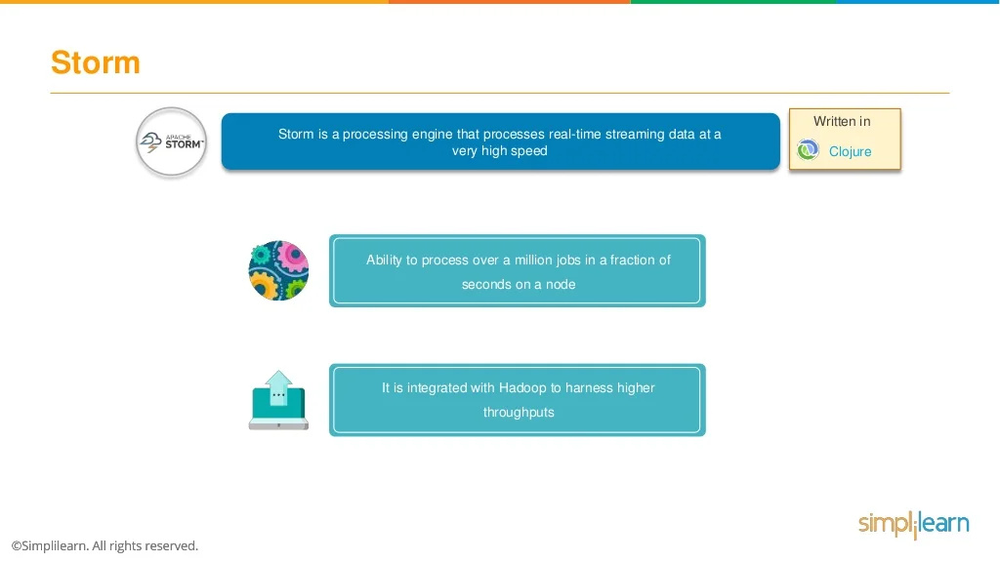 Storm
APACHE
STORM™
Storm is a processing engine that processes real-time streaming data at a
very high speed
Written in
Clojure
Ability to process over a million jobs in a fraction of
seconds on a node
It is integrated with Hadoop to harness higher
throughputs
simplilearn
©Simplilearn. All rights reserved.